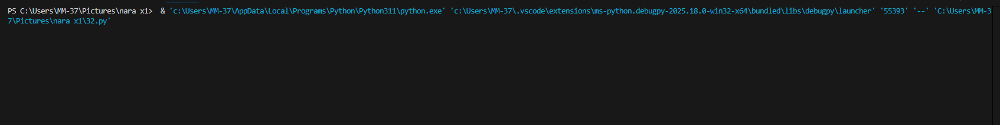 PS C:\Users\MM-37\Pictures\nara x1>  & 'c:\Users\MM-37\AppData\Local\Programs\Python\Python311\python.exe' 'c:\Users\MM-37\.vscode\extensions\ms-python.debugpy-2025.18.0-win32-x64\bundled\libs\debugpy\launcher' '55393' '--' 'C:\Users\MM-3
7\Pictures\nara x1\32.py'